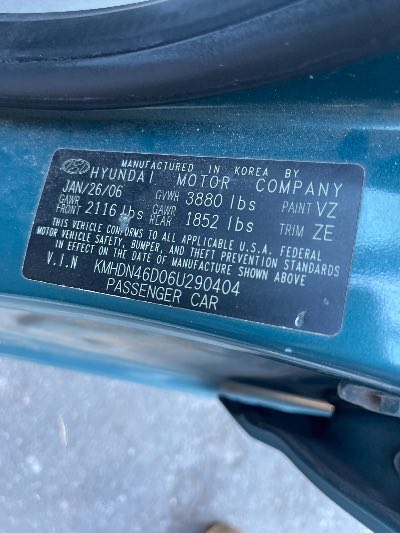 MANUFACTURED IN KOREA BY
HYUNDAI MOTOR COMPANY
JAN/26/06 GVWR 3880 lbs PAINT VZ
GAWR FRONT 2116 lbs GAWR REAR 1852 lbs TRIM ZE
THIS VEHICLE CONFORMS TO ALL APPLICABLE U.S.A. FEDERAL
MOTOR VEHICLE SAFETY, BUMPER, AND THEFT PREVENTION STANDARDS
IN EFFECT ON THE DATE OF MANUFACTURE SHOWN ABOVE
V.I.N KMHDN46D06U290404
PASSENGER CAR